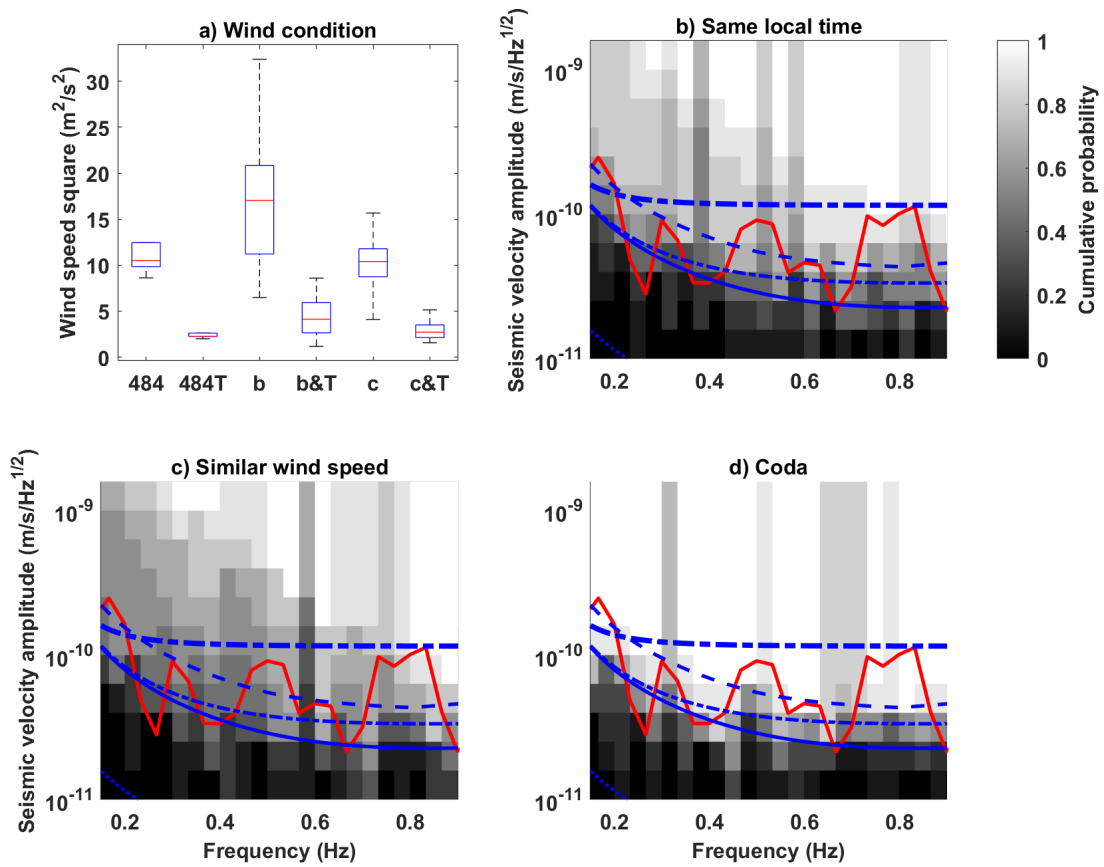 a) Wind condition
Wind speed square (m²/s²)
30
25
20
15
10
5
0
484 484T b b&T c c&T
b) Same local time
Seismic velocity amplitude (m/s/Hz^1/2)
10^-9
10^-10
10^-11
0.2 0.4 0.6 0.8
1
0.8
0.6
0.4
0.2
0
Cumulative probability
c) Similar wind speed
Seismic velocity amplitude (m/s/Hz^1/2)
10^-9
10^-10
10^-11
0.2 0.4 0.6 0.8
Frequency (Hz)
d) Coda
10^-9
10^-10
10^-11
0.2 0.4 0.6 0.8
Frequency (Hz)